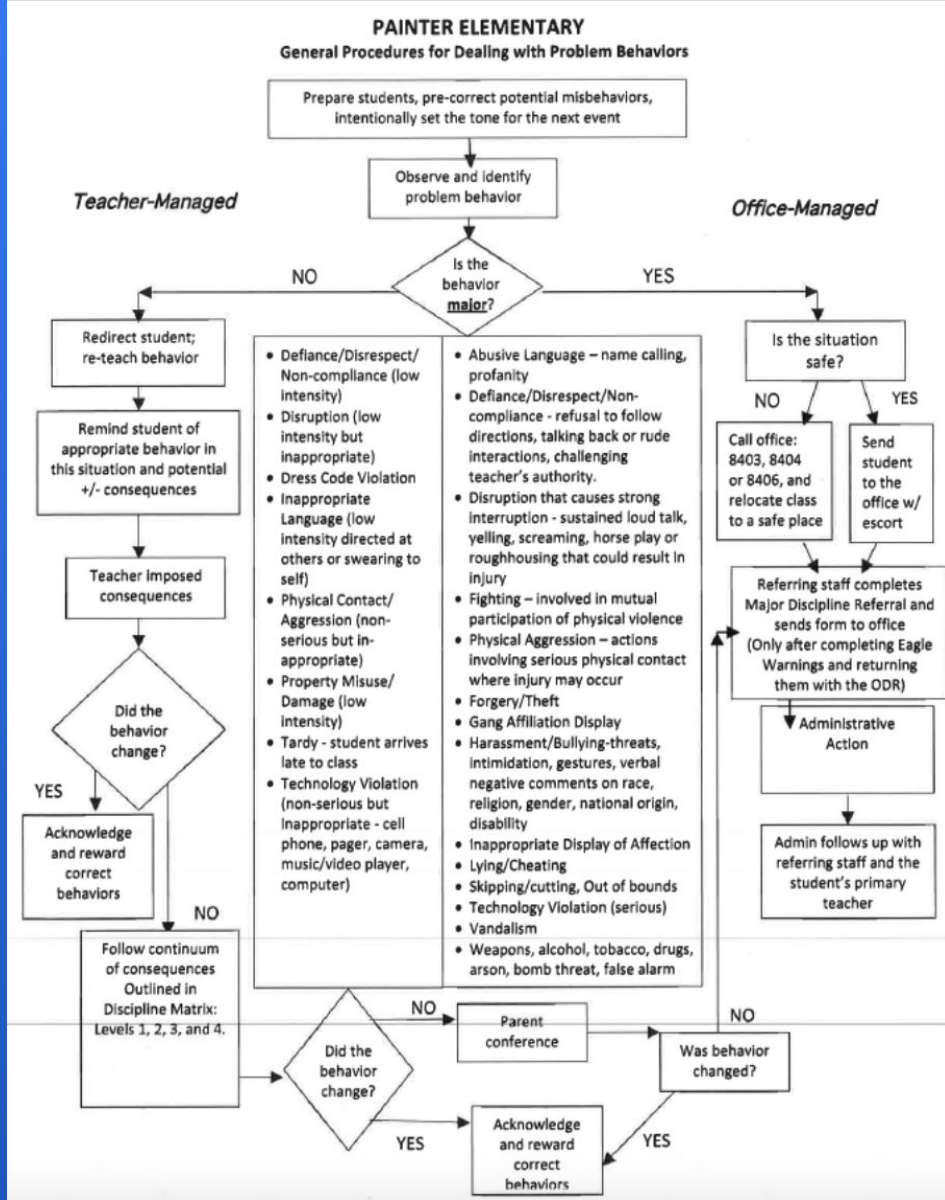 PAINTER ELEMENTARY
General Procedures for Dealing with Problem Behaviors
Prepare students, pre-correct potential misbehaviors,
intentionally set the tone for the next event
Observe and identify
problem behavior
Teacher-Managed
Office-Managed
Is the
behavior
major?
NO
YES
Redirect student;
re-teach behavior
Remind student of
appropriate behavior in
this situation and potential
+/- consequences
Teacher imposed
consequences
Did the
behavior
change?
YES
Acknowledge
and reward
correct
behaviors
NO
Follow continuum
of consequences
Outlined in
Discipline Matrix:
Levels 1, 2, 3, and 4.
• Defiance/Disrespect/
Non-compliance (low
intensity)
• Disruption (low
intensity but
inappropriate)
• Dress Code Violation
• Inappropriate
Language (low
intensity directed at
others or swearing to
self)
• Physical Contact/
Aggression (non-
serious but in-
appropriate)
• Property Misuse/
Damage (low
intensity)
• Tardy - student arrives
late to class
• Technology Violation
(non-serious but
Inappropriate - cell
phone, pager, camera,
music/video player,
computer)
• Abusive Language – name calling,
profanity
• Defiance/Disrespect/Non-
compliance - refusal to follow
directions, talking back or rude
interactions, challenging
teacher's authority.
• Disruption that causes strong
interruption - sustained loud talk,
yelling, screaming, horse play or
roughhousing that could result in
injury
• Fighting – involved in mutual
participation of physical violence
• Physical Aggression – actions
involving serious physical contact
where injury may occur
• Forgery/Theft
• Gang Affiliation Display
• Harassment/Bullying-threats,
intimidation, gestures, verbal
negative comments on race,
religion, gender, national origin,
disability
• Inappropriate Display of Affection
• Lying/Cheating
• Skipping/cutting, Out of bounds
• Technology Violation (serious)
• Vandalism
• Weapons, alcohol, tobacco, drugs,
arson, bomb threat, false alarm
Is the situation
safe?
NO
YES
Call office:
8403, 8404
or 8406, and
relocate class
to a safe place
Send
student
to the
office w/
escort
Referring staff completes
Major Discipline Referral and
sends form to office
(Only after completing Eagle
Warnings and returning
them with the ODR)
Administrative
Action
Admin follows up with
referring staff and the
student's primary
teacher
Did the
behavior
change?
NO
Parent
conference
NO
Was behavior
changed?
YES
YES
Acknowledge
and reward
correct
behaviors